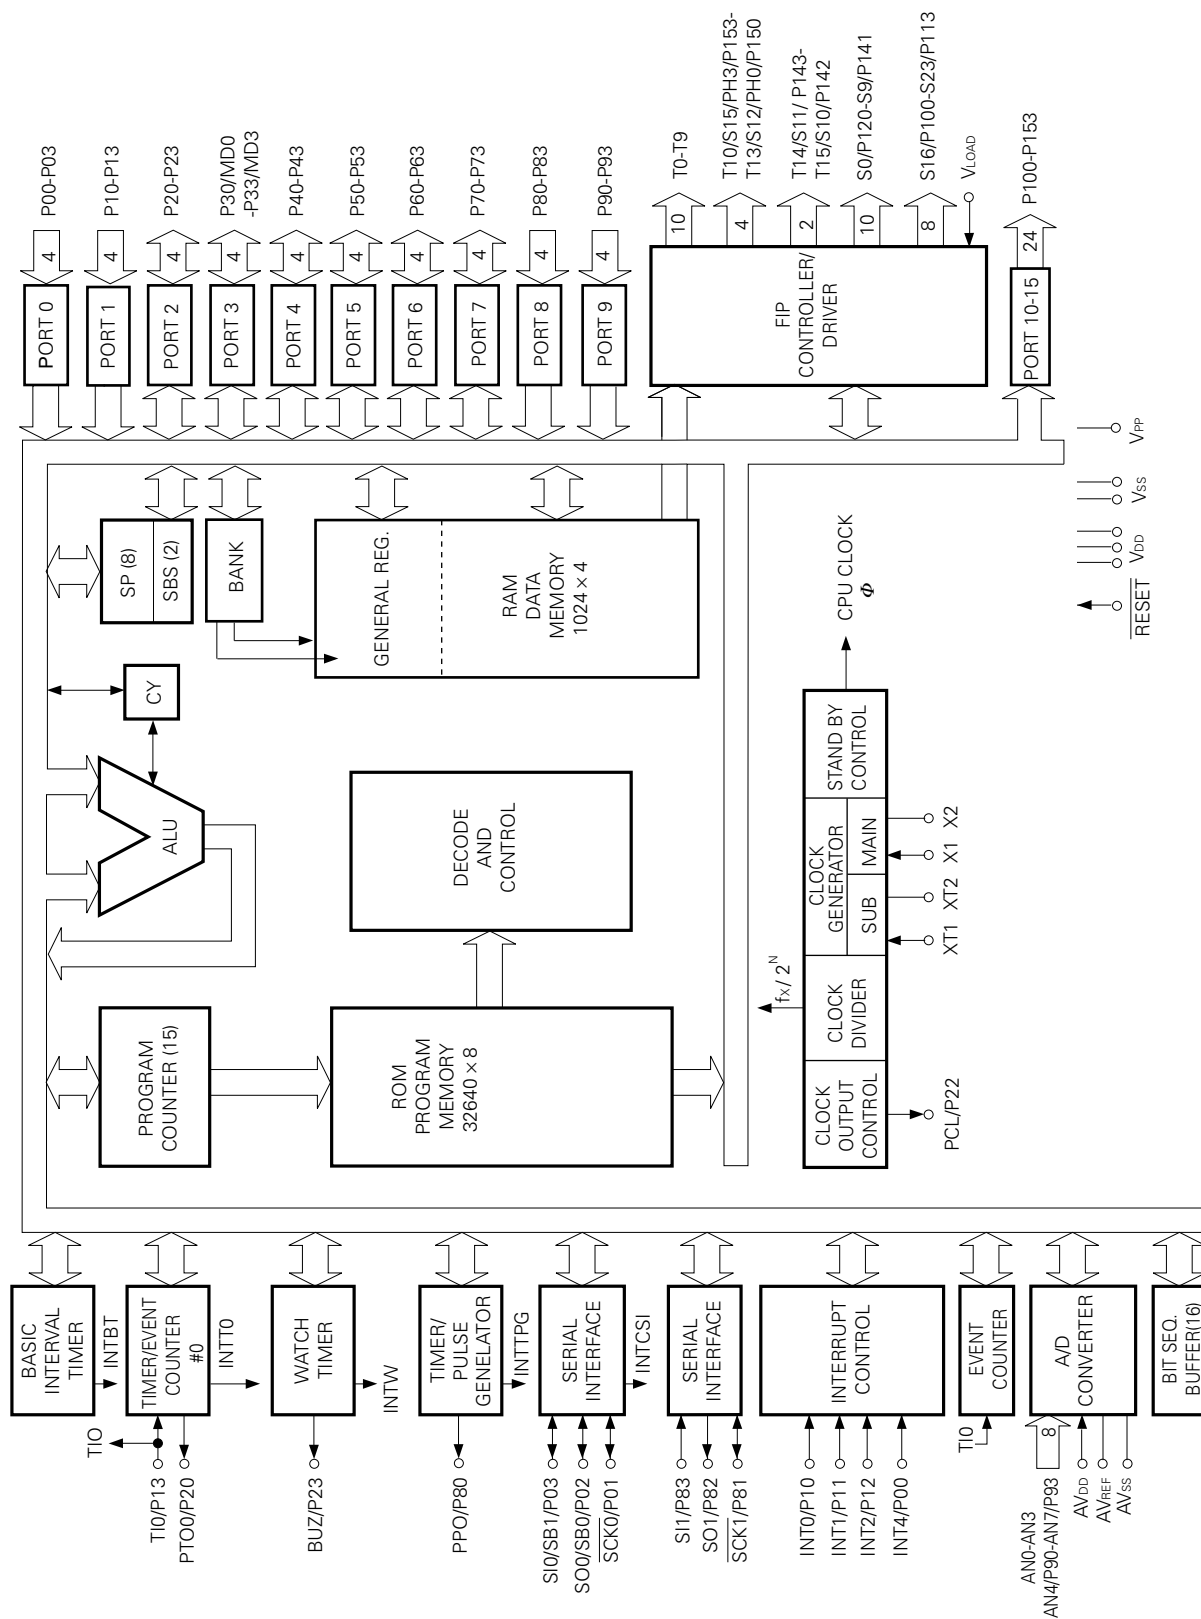 BASIC
INTERVAL
TIMER
INTBT
TIO
TI0/P13
PTO0/P20
TIMER/EVENT
COUNTER
#0
INTT0
BUZ/P23
WATCH
TIMER
INTW
PPO/P80
TIMER/
PULSE
GENELATOR
INTTPG
SI0/SB1/P03
SO0/SB0/P02
SCK0/P01
SERIAL
INTERFACE
INTCSI
SI1/P83
SO1/P82
SCK1/P81
SERIAL
INTERFACE
INT0/P10
INT1/P11
INT2/P12
INT4/P00
INTERRUPT
CONTROL
TI0
EVENT
COUNTER
AN0-AN3
AN4/P90-AN7/P93
8
AVDD
AVREF
AVSS
A/D
CONVERTER
BIT SEQ.
BUFFER(16)
PROGRAM
COUNTER (15)
ALU
CY
SP (8)
SBS (2)
BANK
ROM
PROGRAM
MEMORY
32640 × 8
DECODE
AND
CONTROL
GENERAL REG.
RAM
DATA
MEMORY
1024 × 4
fX/ 2N
CLOCK
OUTPUT
CONTROL
CLOCK
DIVIDER
CLOCK
GENERATOR
SUB
MAIN
STAND BY
CONTROL
CPU CLOCK
Φ
PCL/P22
XT1
XT2
X1
X2
PORT 0
4
P00-P03
PORT 1
4
P10-P13
PORT 2
4
P20-P23
PORT 3
4
P30/MD0
-P33/MD3
PORT 4
4
P40-P43
PORT 5
4
P50-P53
PORT 6
4
P60-P63
PORT 7
4
P70-P73
PORT 8
4
P80-P83
PORT 9
4
P90-P93
FIP
CONTROLLER/
DRIVER
10
T0-T9
4
T10/S15/PH3/P153-
T13/S12/PH0/P150
2
T14/S11/ P143-
T15/S10/P142
10
S0/P120-S9/P141
8
S16/P100-S23/P113
VLOAD
PORT 10-15
24
P100-P153
RESET
VDD
VSS
VPP